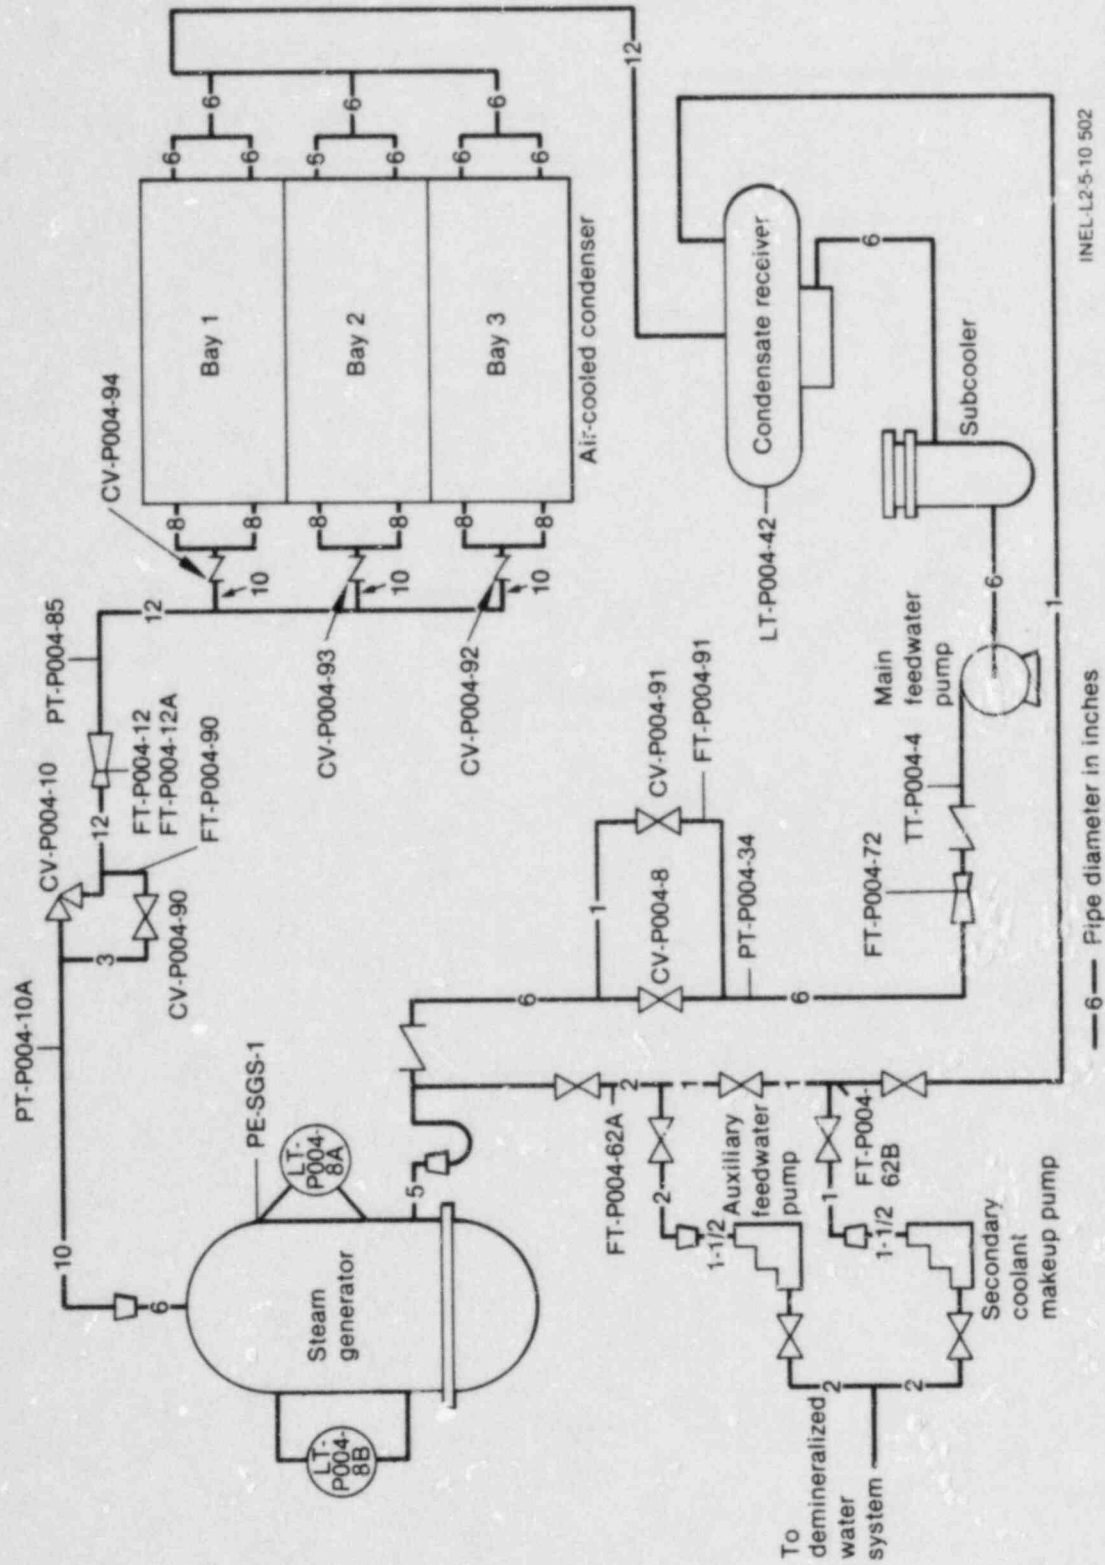 PT-P004-10A
10
6
3
CV-P004-10
CV-P004-90
12
FT-P004-12
FT-P004-12A
FT-P004-90
PT-P004-85
12
CV-P004-94
10
8
8
CV-P004-93
10
8
8
CV-P004-92
10
8
8
Bay 1
Bay 2
Bay 3
Air-cooled condenser
6
6
6
5
6
6
6
6
6
12
Steam
generator
LT-
P004-
8B
LT-
P004-
8A
PE-SGS-1
5
6
1
CV-P004-8
CV-P004-91
FT-P004-91
PT-P004-34
6
FT-P004-72
TT-P004-4
Main
feedwater
pump
6
Subcooler
6
LT-P004-42
Condensate receiver
1
FT-P004-62A
2
1
1
2
1-1/2
Auxiliary
feedwater
pump
FT-P004-
62B
1
1-1/2
Secondary
coolant
makeup pump
2
2
To
demineralized
water
system
6 Pipe diameter in inches
INEL-L2-5-10 502